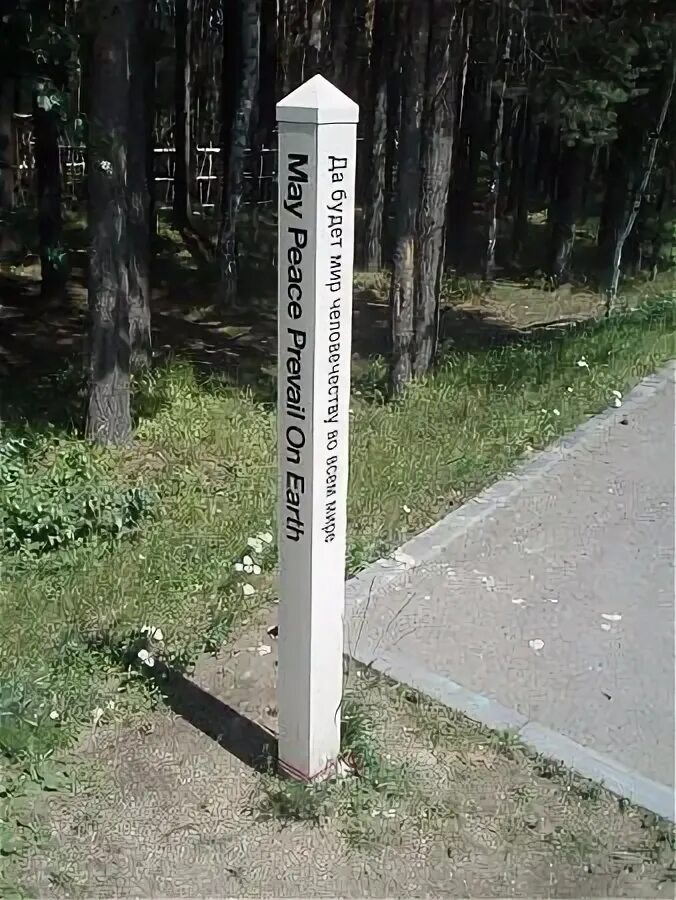 May Peace Prevail On Earth
Да будет мир человечеству во всем мире